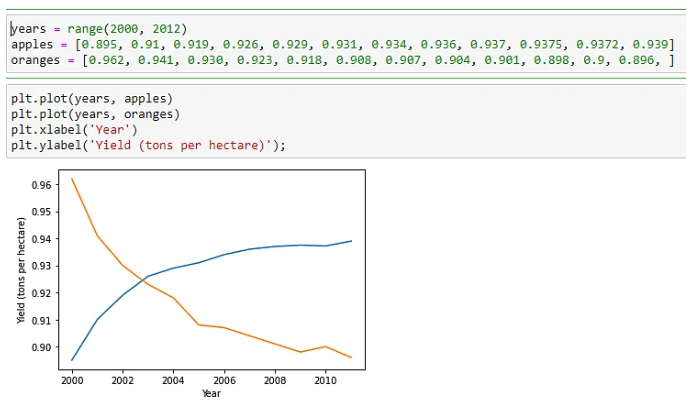 years = range(2000, 2012)
apples = [0.895, 0.91, 0.919, 0.926, 0.929, 0.931, 0.934, 0.936, 0.937, 0.9375, 0.9372, 0.939]
oranges = [0.962, 0.941, 0.930, 0.923, 0.918, 0.908, 0.907, 0.904, 0.901, 0.898, 0.9, 0.896, ]
plt.plot(years, apples)
plt.plot(years, oranges)
plt.xlabel('Year')
plt.ylabel('Yield (tons per hectare)');
Yield (tons per hectare)
0.96
0.95
0.94
0.93
0.92
0.91
0.90
2000 2002 2004 2006 2008 2010
Year